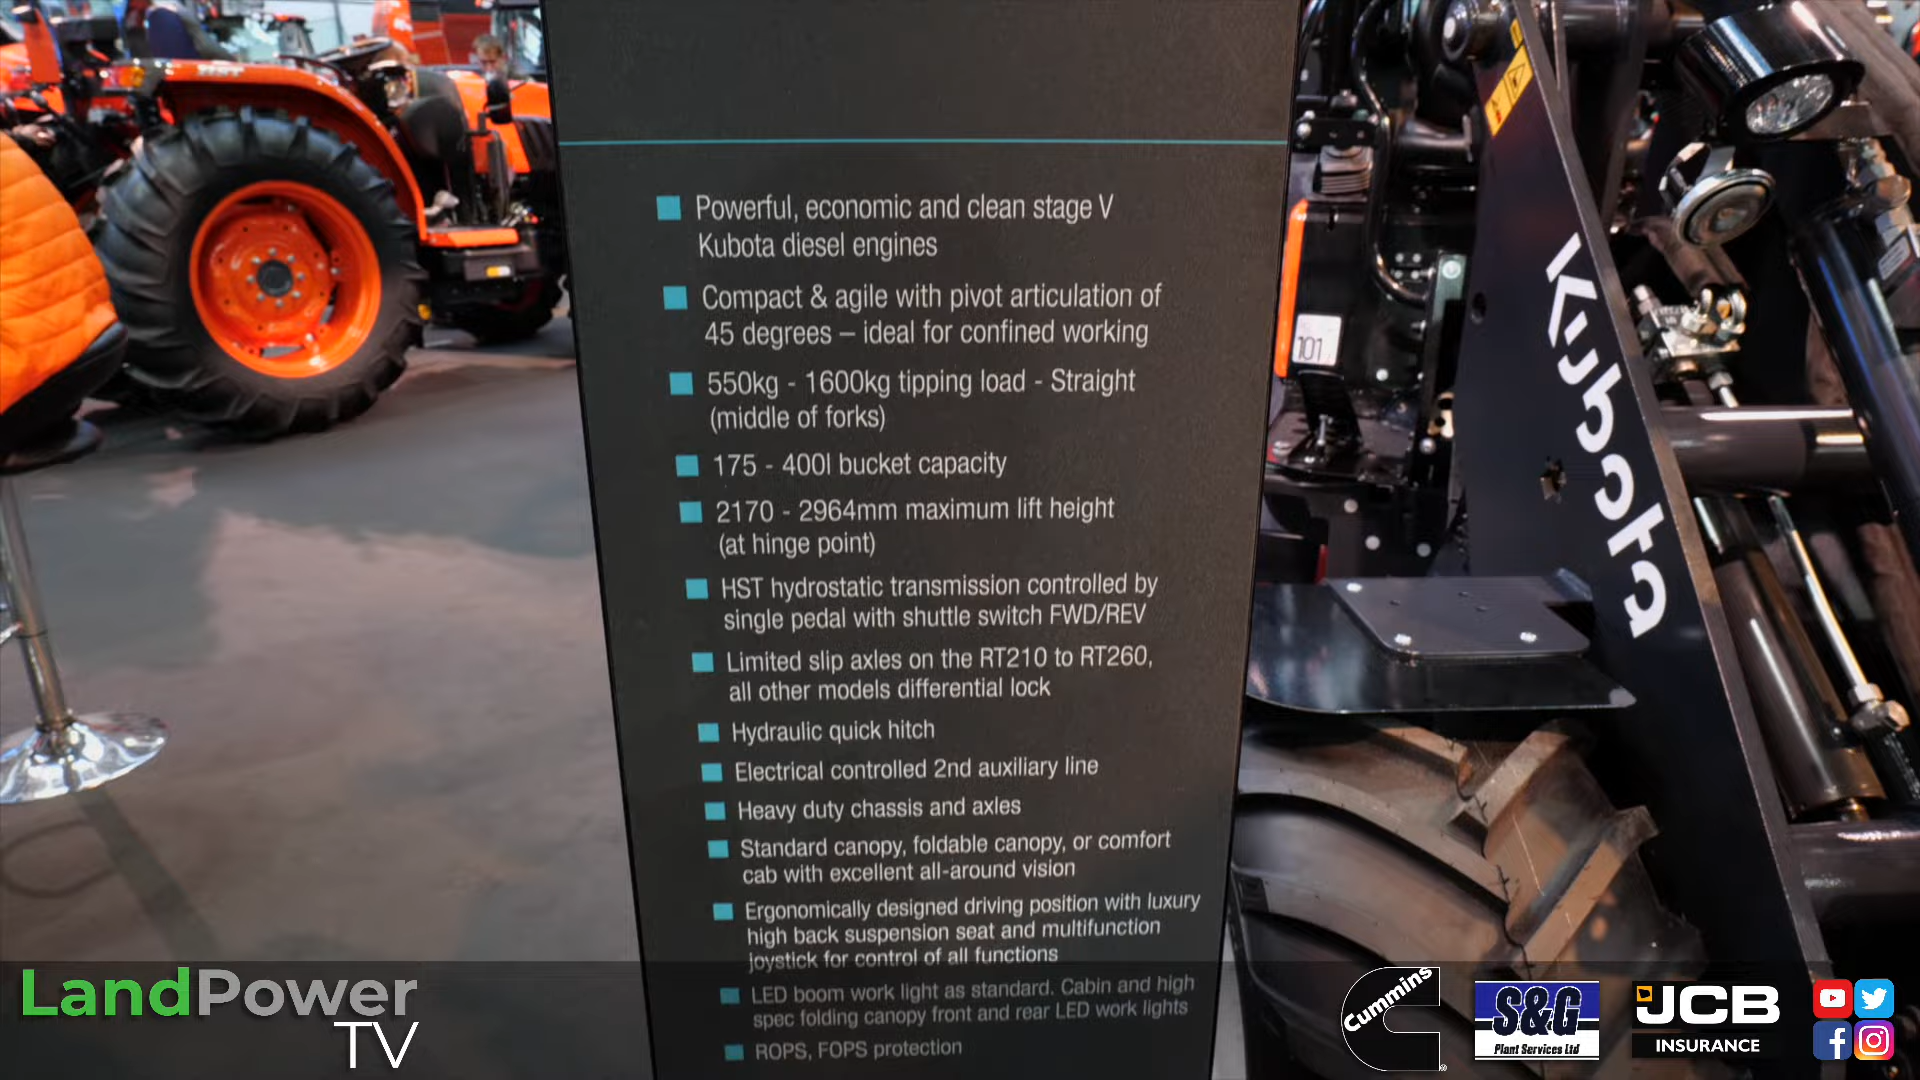 Powerful, economic and clean stage V
Kubota diesel engines
Compact & agile with pivot articulation of
45 degrees – ideal for confined working
550kg - 1600kg tipping load - Straight
(middle of forks)
175 - 400l bucket capacity
2170 - 2964mm maximum lift height
(at hinge point)
HST hydrostatic transmission controlled by
single pedal with shuttle switch FWD/REV
Limited slip axles on the RT210 to RT260,
all other models differential lock
Hydraulic quick hitch
Electrical controlled 2nd auxiliary line
Heavy duty chassis and axles
Standard canopy, foldable canopy, or comfort
cab with excellent all-around vision
Ergonomically designed driving position with luxury
high back suspension seat and multifunction
joystick for control of all functions
LED boom work light as standard. Cabin and high
spec folding canopy front and rear LED work lights
ROPS, FOPS protection
HST
101
Kubota
LandPower
TV
Cummins
S&G
Plant Services Ltd
JCB
INSURANCE